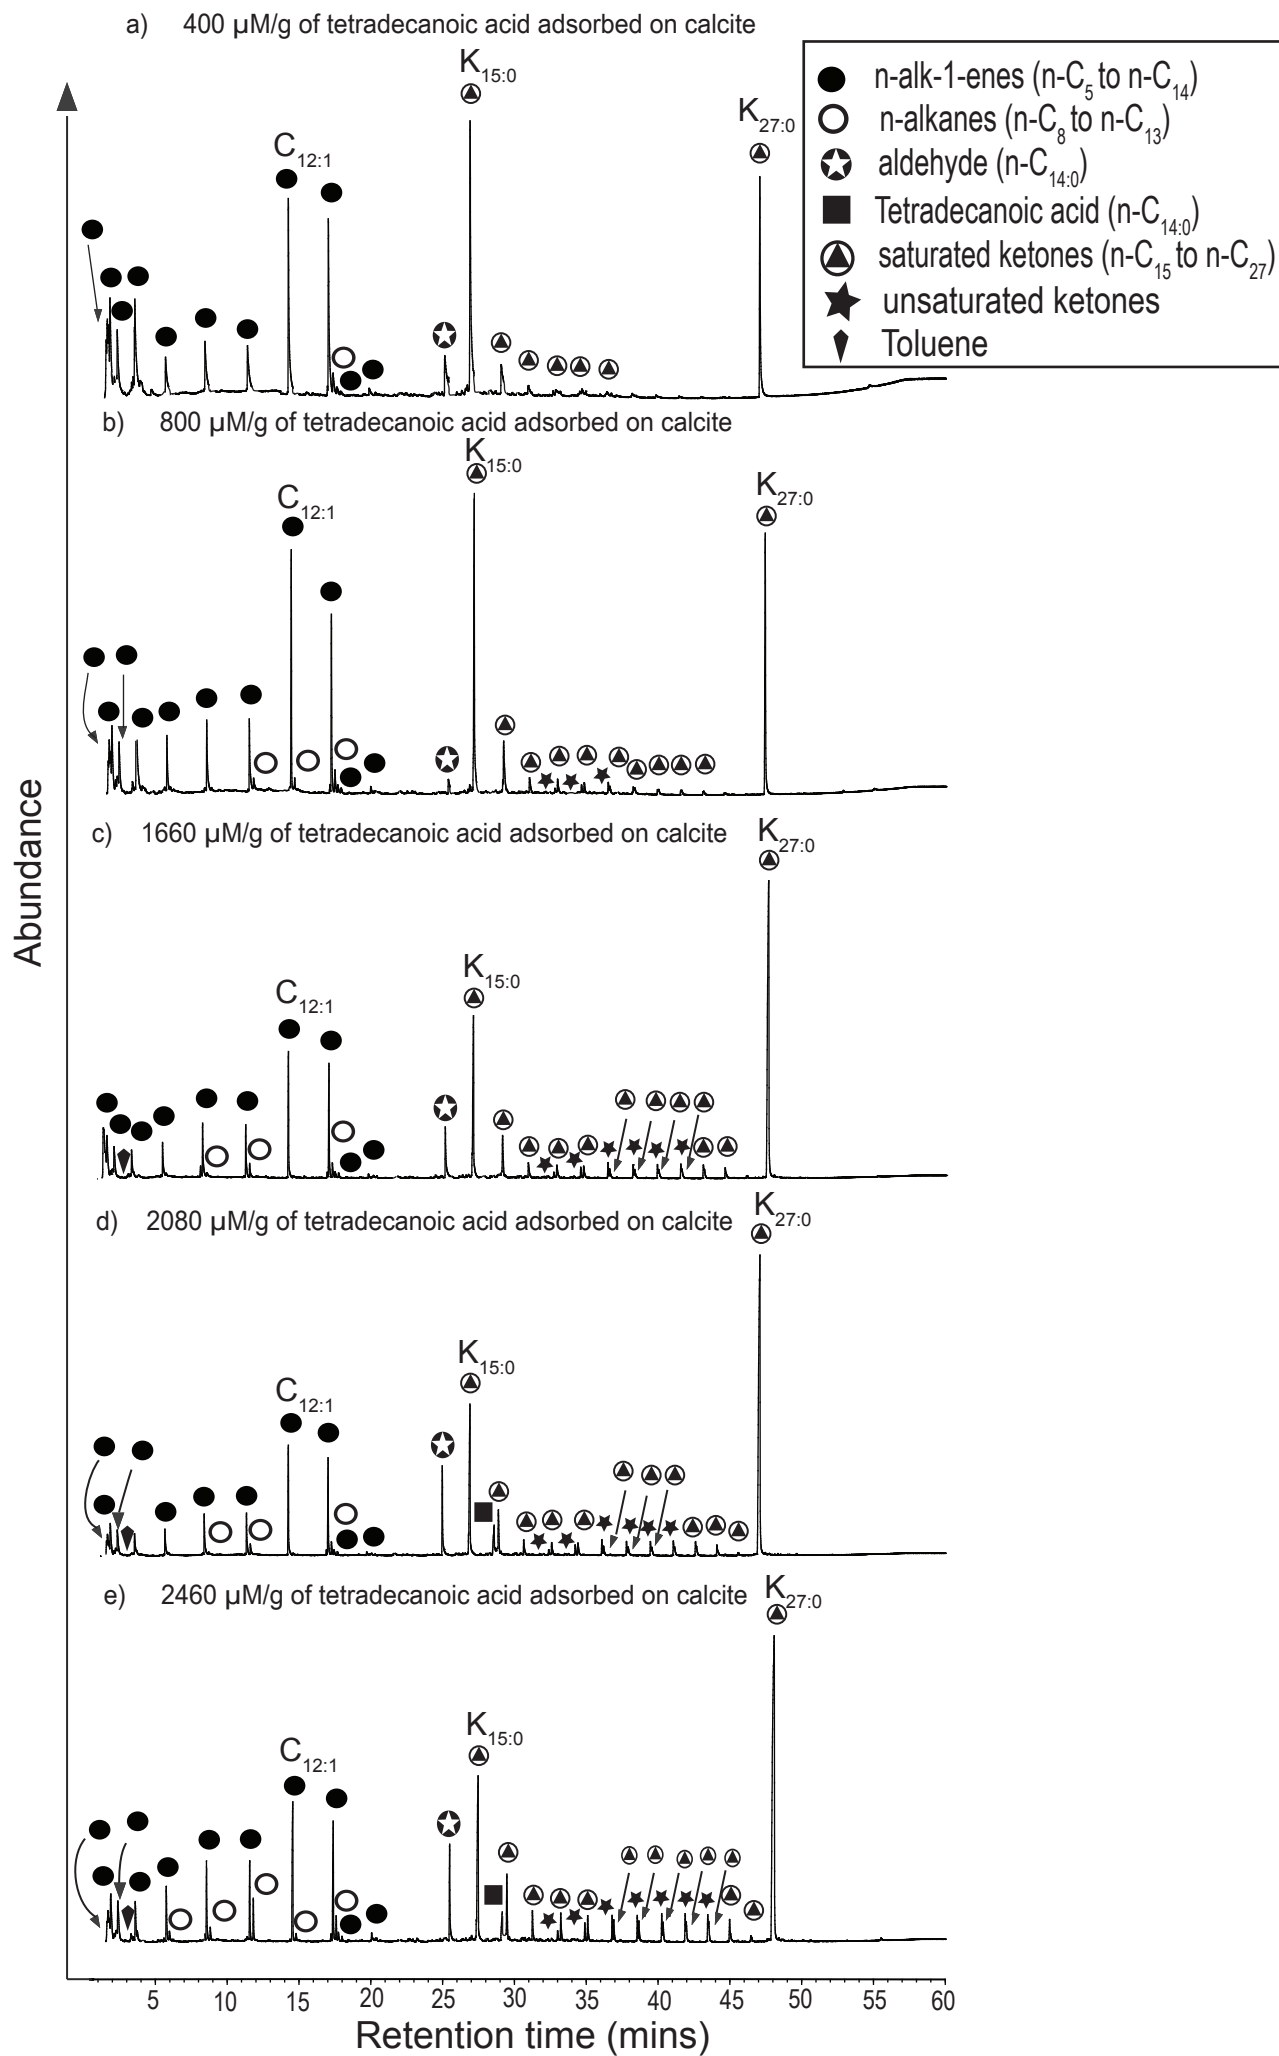 a) 400 µM/g of tetradecanoic acid adsorbed on calcite
K15:0
K27:0
C12:1
n-alk-1-enes (n-C5 to n-C14)
n-alkanes (n-C8 to n-C13)
aldehyde (n-C14:0)
Tetradecanoic acid (n-C14:0)
saturated ketones (n-C15 to n-C27)
unsaturated ketones
Toluene
b) 800 µM/g of tetradecanoic acid adsorbed on calcite
K15:0
K27:0
C12:1
c) 1660 µM/g of tetradecanoic acid adsorbed on calcite
K27:0
K15:0
C12:1
d) 2080 µM/g of tetradecanoic acid adsorbed on calcite
K27:0
K15:0
C12:1
e) 2460 µM/g of tetradecanoic acid adsorbed on calcite
K27:0
K15:0
C12:1
Abundance
5 10 15 20 25 30 35 40 45 50 55 60
Retention time (mins)